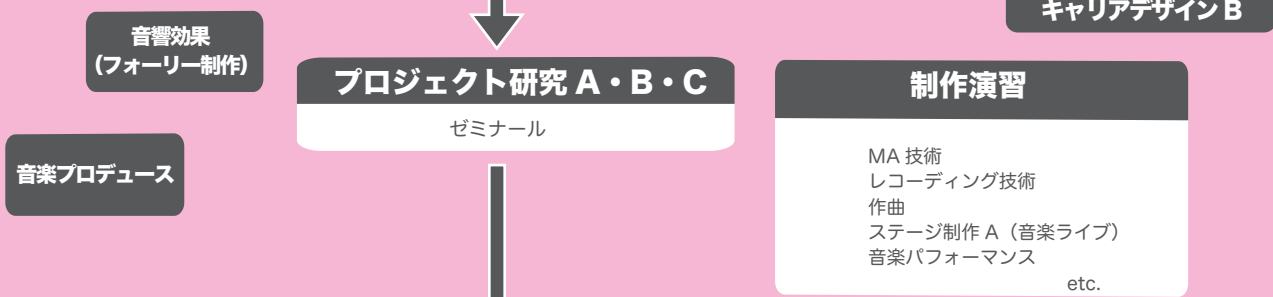 キャリアデザイン B
音響効果
(フォーリー制作)
プロジェクト研究 A・B・C
ゼミナール
音楽プロデュース
制作演習
MA 技術
レコーディング技術
作曲
ステージ制作 A（音楽ライブ）
音楽パフォーマンス
etc.